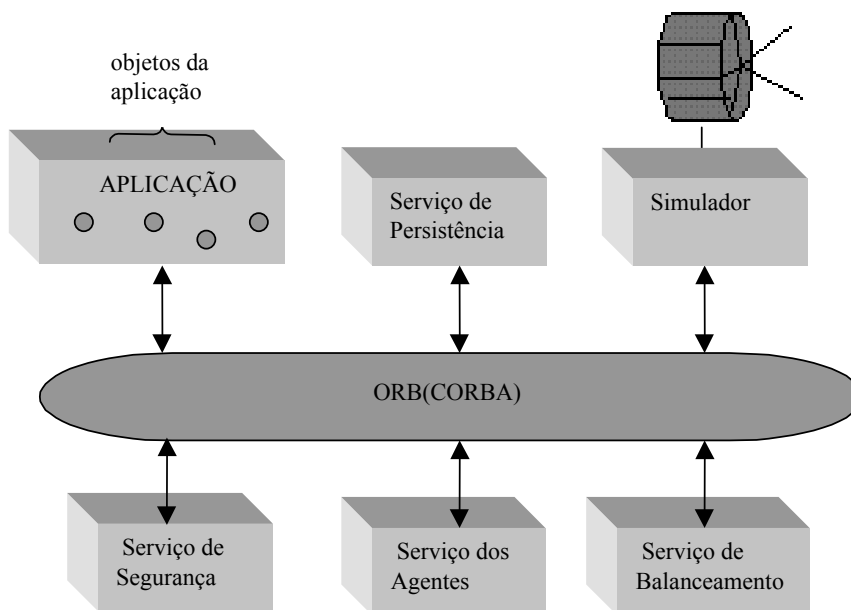 objetos da
aplicação
APLICAÇÃO
Serviço de
Persistência
Simulador
ORB(CORBA)
Serviço de
Segurança
Serviço dos
Agentes
Serviço de
Balanceamento